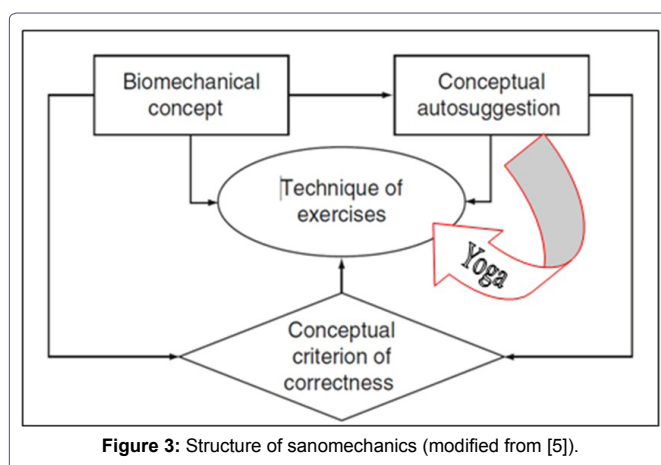 Biomechanical
concept
Conceptual
autosuggestion
Technique of
exercises
Yoga
Conceptual
criterion of
correctness
Figure 3: Structure of sanomechanics (modified from [5]).